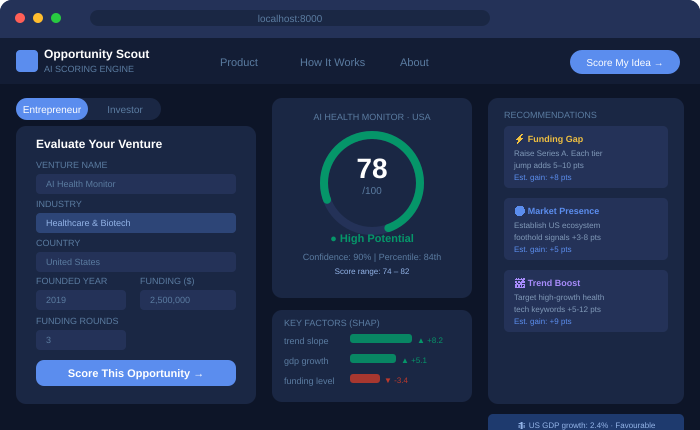 localhost:8000
Opportunity Scout
AI SCORING ENGINE
Product
How It Works
About
Score My Idea →
Entrepreneur
Investor
Evaluate Your Venture
VENTURE NAME
AI Health Monitor
INDUSTRY
Healthcare & Biotech
COUNTRY
United States
FOUNDED YEAR
FUNDING ($)
2019
2,500,000
FUNDING ROUNDS
3
Score This Opportunity →
AI HEALTH MONITOR · USA
78
/100
● High Potential
Confidence: 90% | Percentile: 84th
Score range: 74 – 82
KEY FACTORS (SHAP)
trend slope ▲ +8.2
gdp growth ▲ +5.1
funding level ▼ -3.4
RECOMMENDATIONS
⚡ Funding Gap
Raise Series A. Each tier
jump adds 5–10 pts
Est. gain: +8 pts
Market Presence
Establish US ecosystem
foothold signals +3-8 pts
Est. gain: +5 pts
Trend Boost
Target high-growth health
tech keywords +5-12 pts
Est. gain: +9 pts
US GDP growth: 2.4% · Favourable